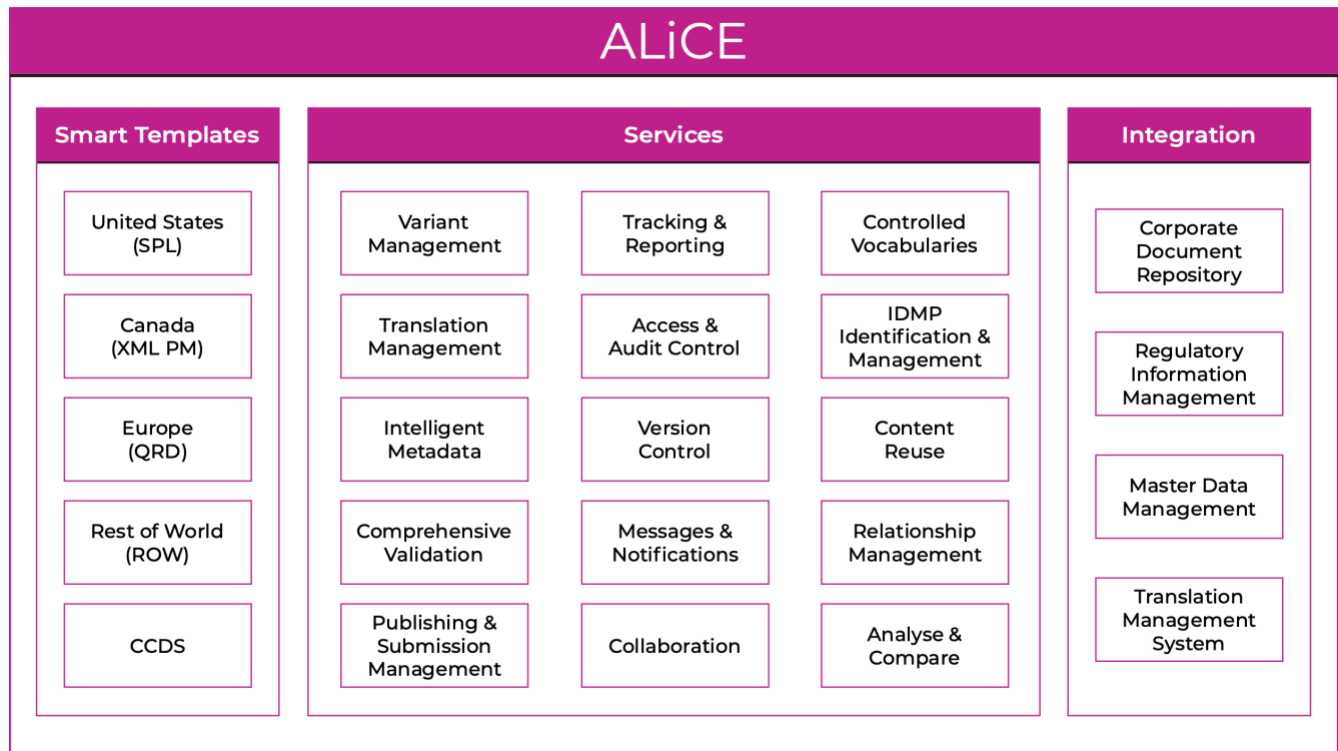 ALiCE
Smart Templates
United States
(SPL)
Canada
(XML PM)
Europe
(QRD)
Rest of World
(ROW)
CCDS
Services
Variant
Management
Tracking &
Reporting
Controlled
Vocabularies
Translation
Management
Access &
Audit Control
IDMP
Identification &
Management
Intelligent
Metadata
Version
Control
Content
Reuse
Comprehensive
Validation
Messages &
Notifications
Relationship
Management
Publishing &
Submission
Management
Collaboration
Analyse &
Compare
Integration
Corporate
Document
Repository
Regulatory
Information
Management
Master Data
Management
Translation
Management
System